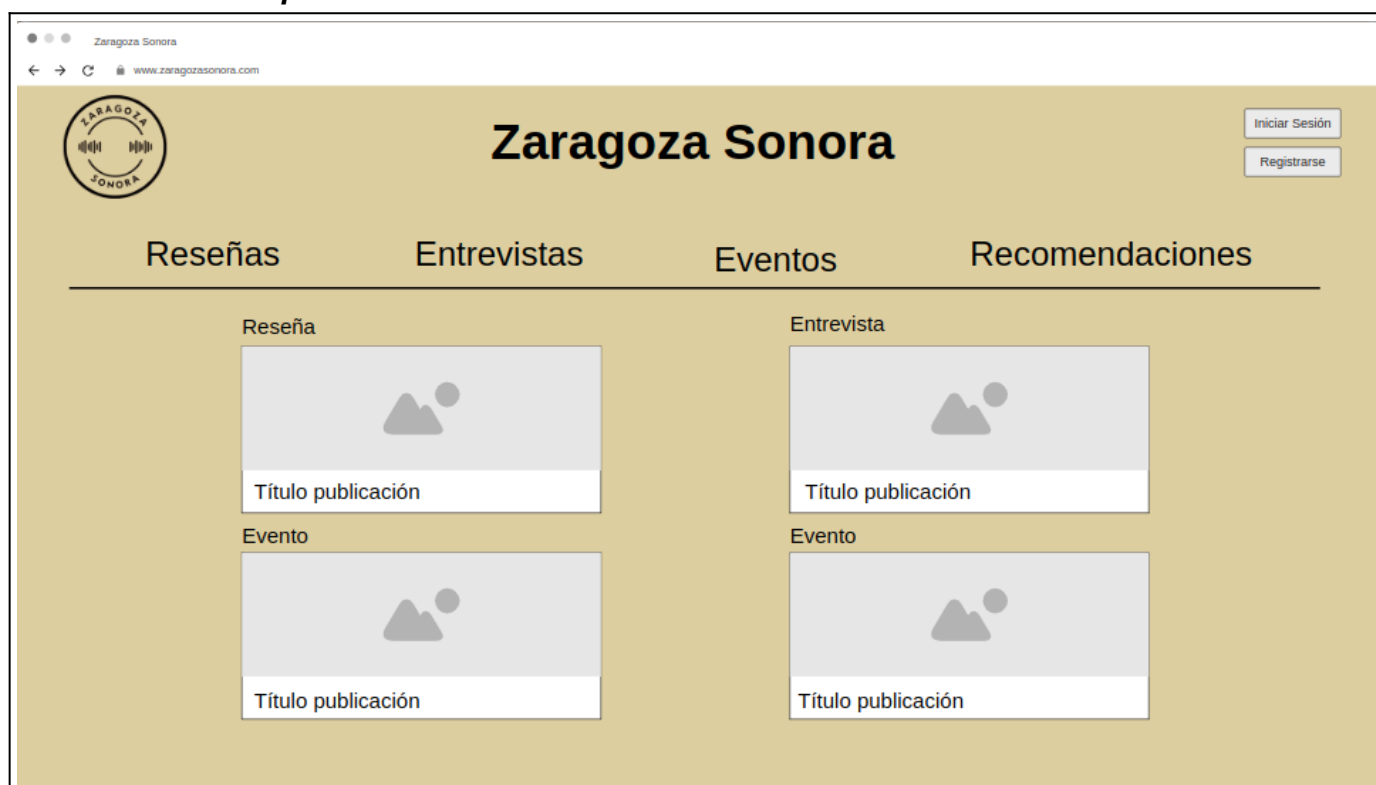 Zaragoza Sonora
www.zaragozasonora.com
ZARAGOZA
SONORA
Zaragoza Sonora
Iniciar Sesión
Registrarse
Reseñas Entrevistas Eventos Recomendaciones
Reseña Entrevista
Título publicación Título publicación
Evento Evento
Título publicación Título publicación